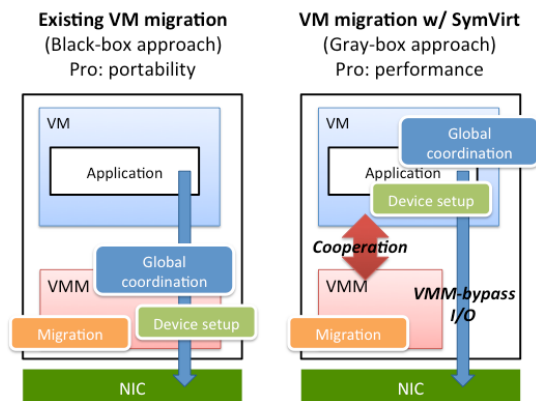 Existing VM migration
(Black-box approach)
Pro: portability
VM
Application
Global
coordination
VMM
Device setup
Migration
NIC
VM migration w/ SymVirt
(Gray-box approach)
Pro: performance
VM
Global
coordination
Application
Device setup
Cooperation
VMM
VMM-bypass
I/O
Migration
NIC